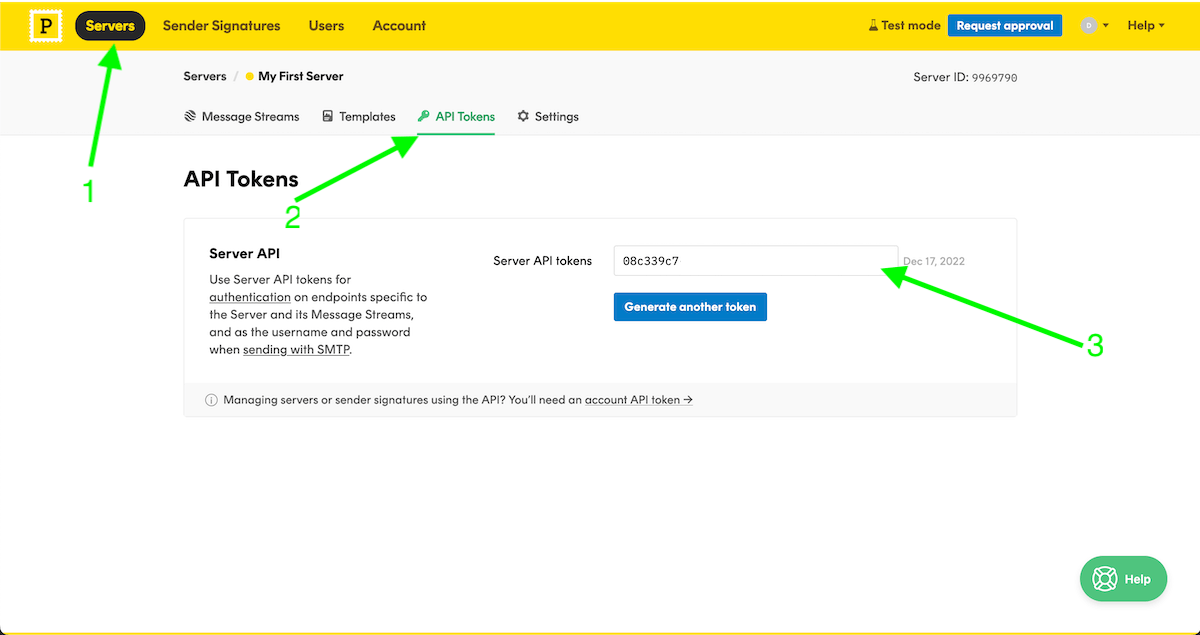 P Servers Sender Signatures Users Account Test mode Request approval D Help
Servers / My First Server Server ID: 9969790
Message Streams Templates API Tokens Settings
1
API Tokens
2
Server API
Server API tokens 08c339c7 Dec 17, 2022
Use Server API tokens for
authentication on endpoints specific to
the Server and its Message Streams,
and as the username and password
when sending with SMTP.
Generate another token
3
Managing servers or sender signatures using the API? You'll need an account API token →
Help